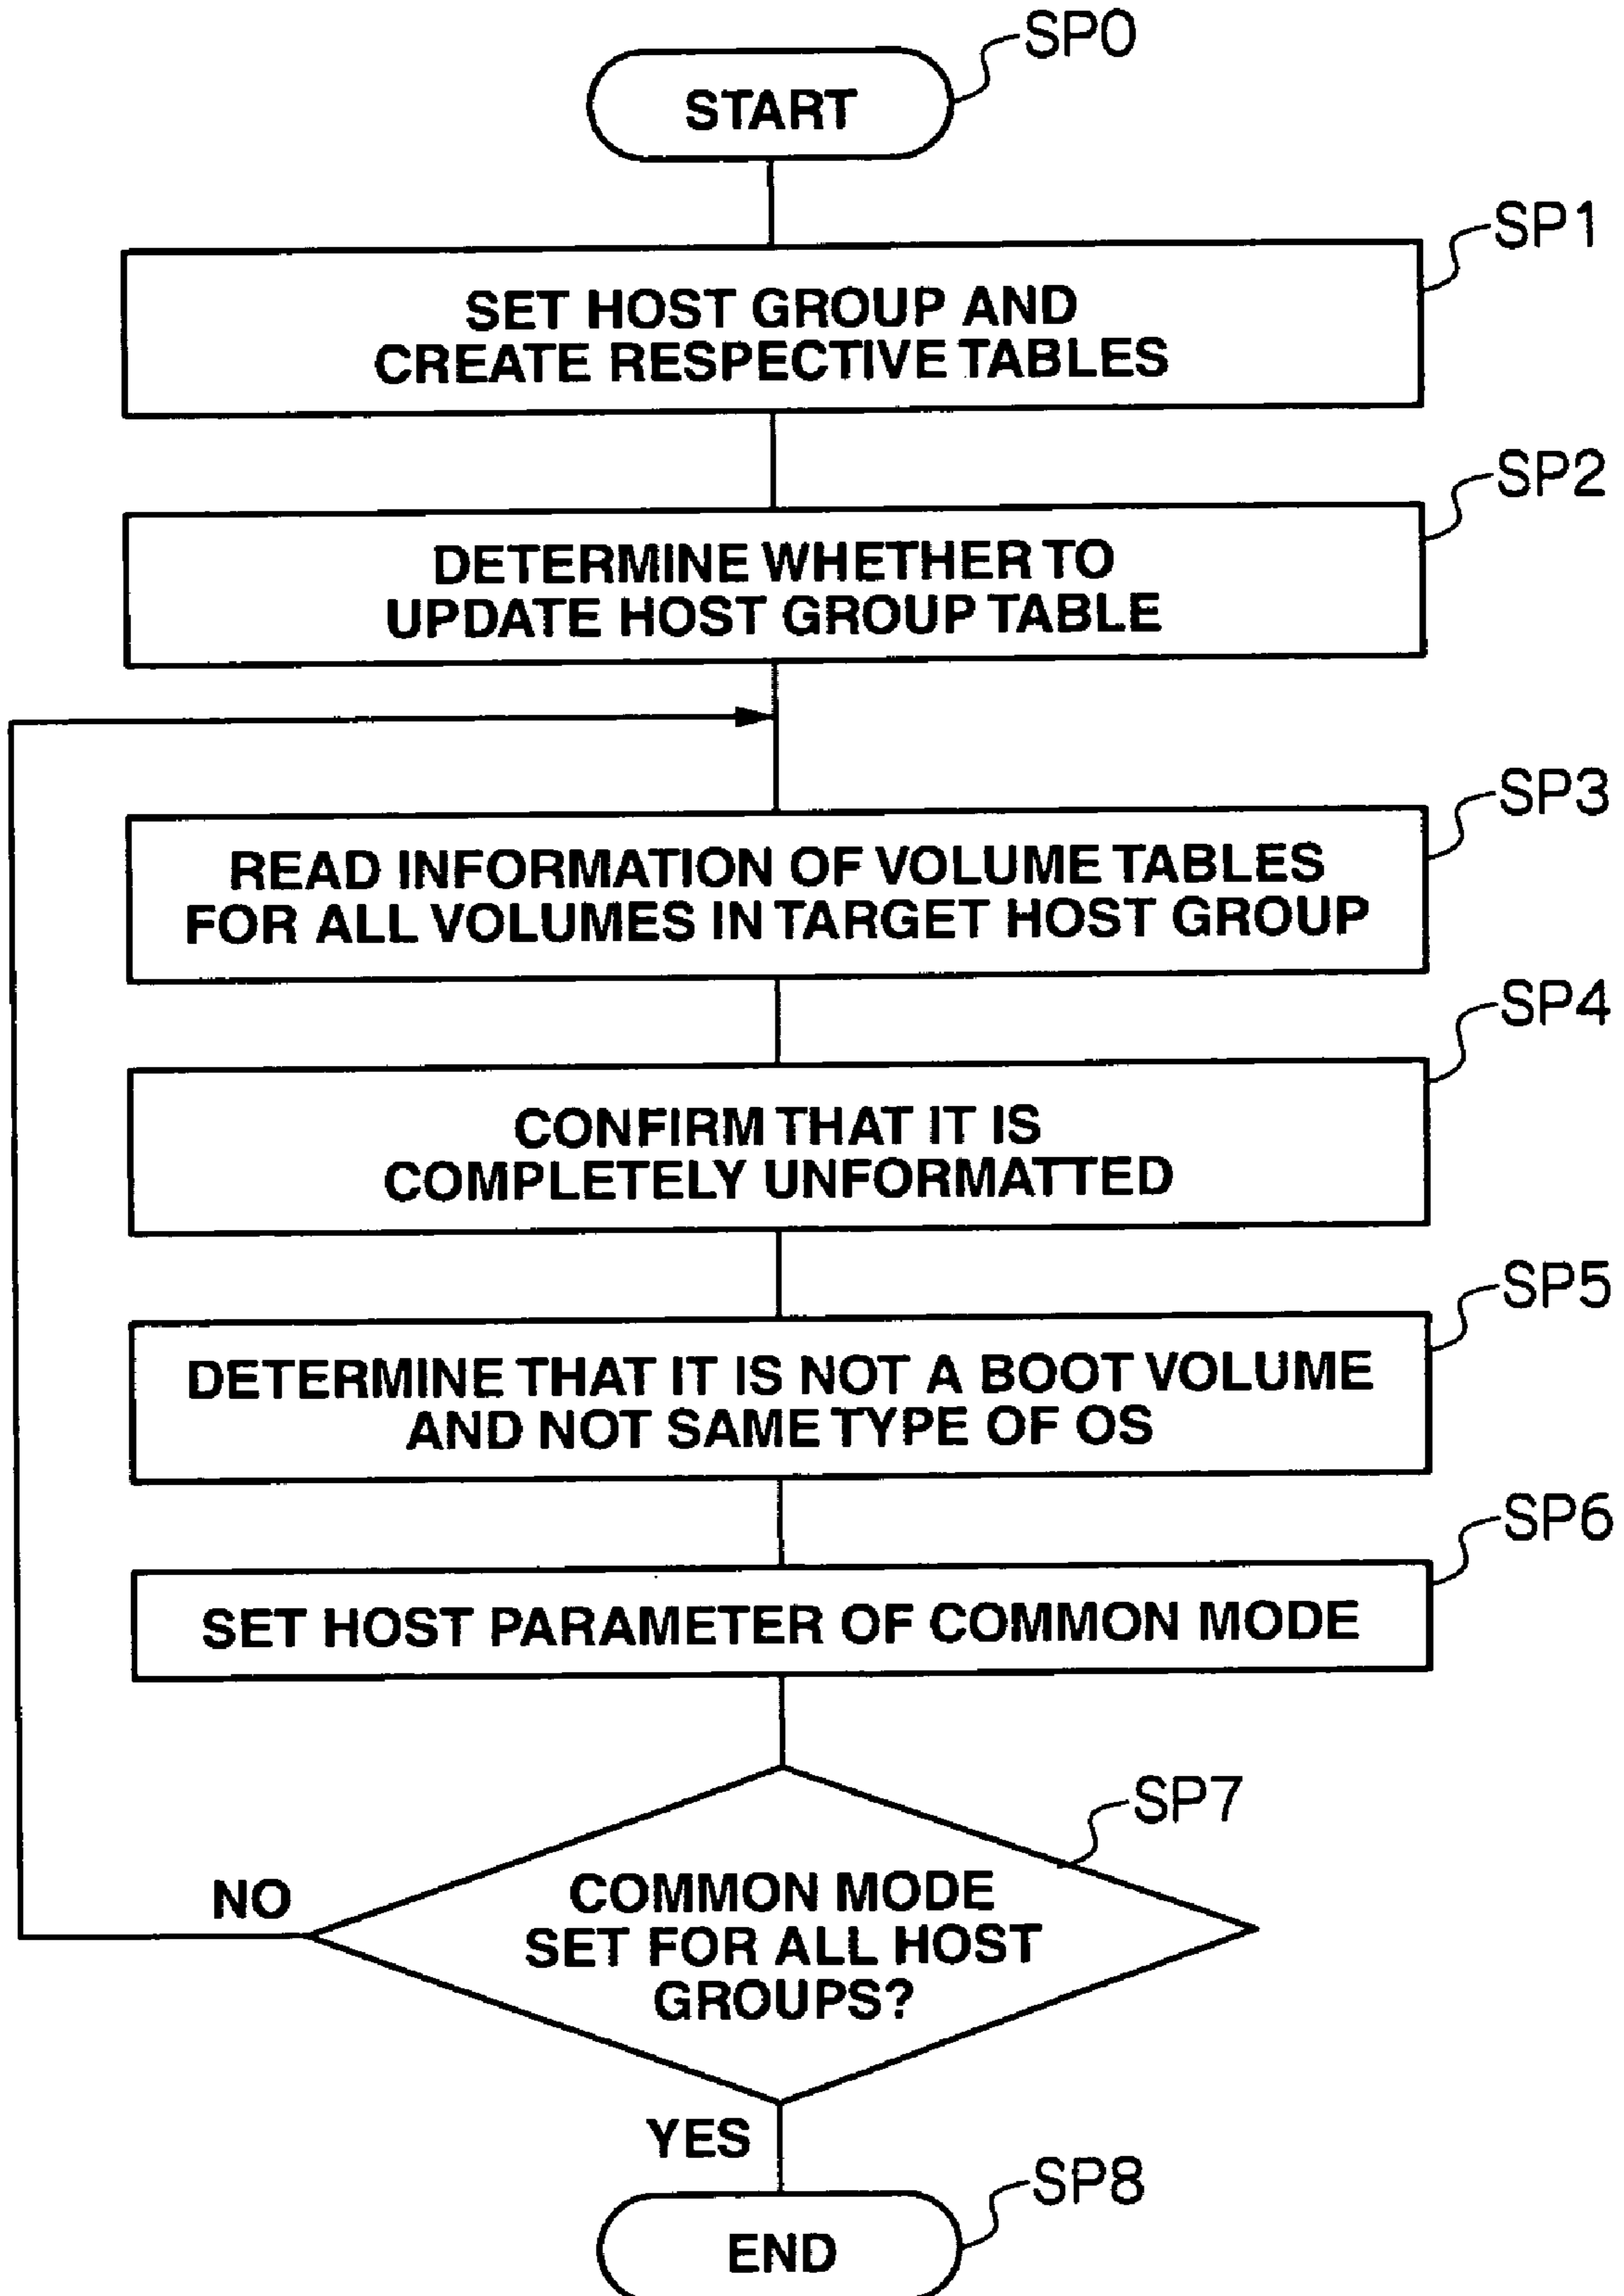 SP0
START
SP1
SET HOST GROUP AND
CREATE RESPECTIVE TABLES
SP2
DETERMINE WHETHER TO
UPDATE HOST GROUP TABLE
SP3
READ INFORMATION OF VOLUME TABLES
FOR ALL VOLUMES IN TARGET HOST GROUP
SP4
CONFIRM THAT IT IS
COMPLETELY UNFORMATTED
SP5
DETERMINE THAT IT IS NOT A BOOT VOLUME
AND NOT SAME TYPE OF OS
SP6
SET HOST PARAMETER OF COMMON MODE
SP7
COMMON MODE
SET FOR ALL HOST
GROUPS?
NO
YES
SP8
END